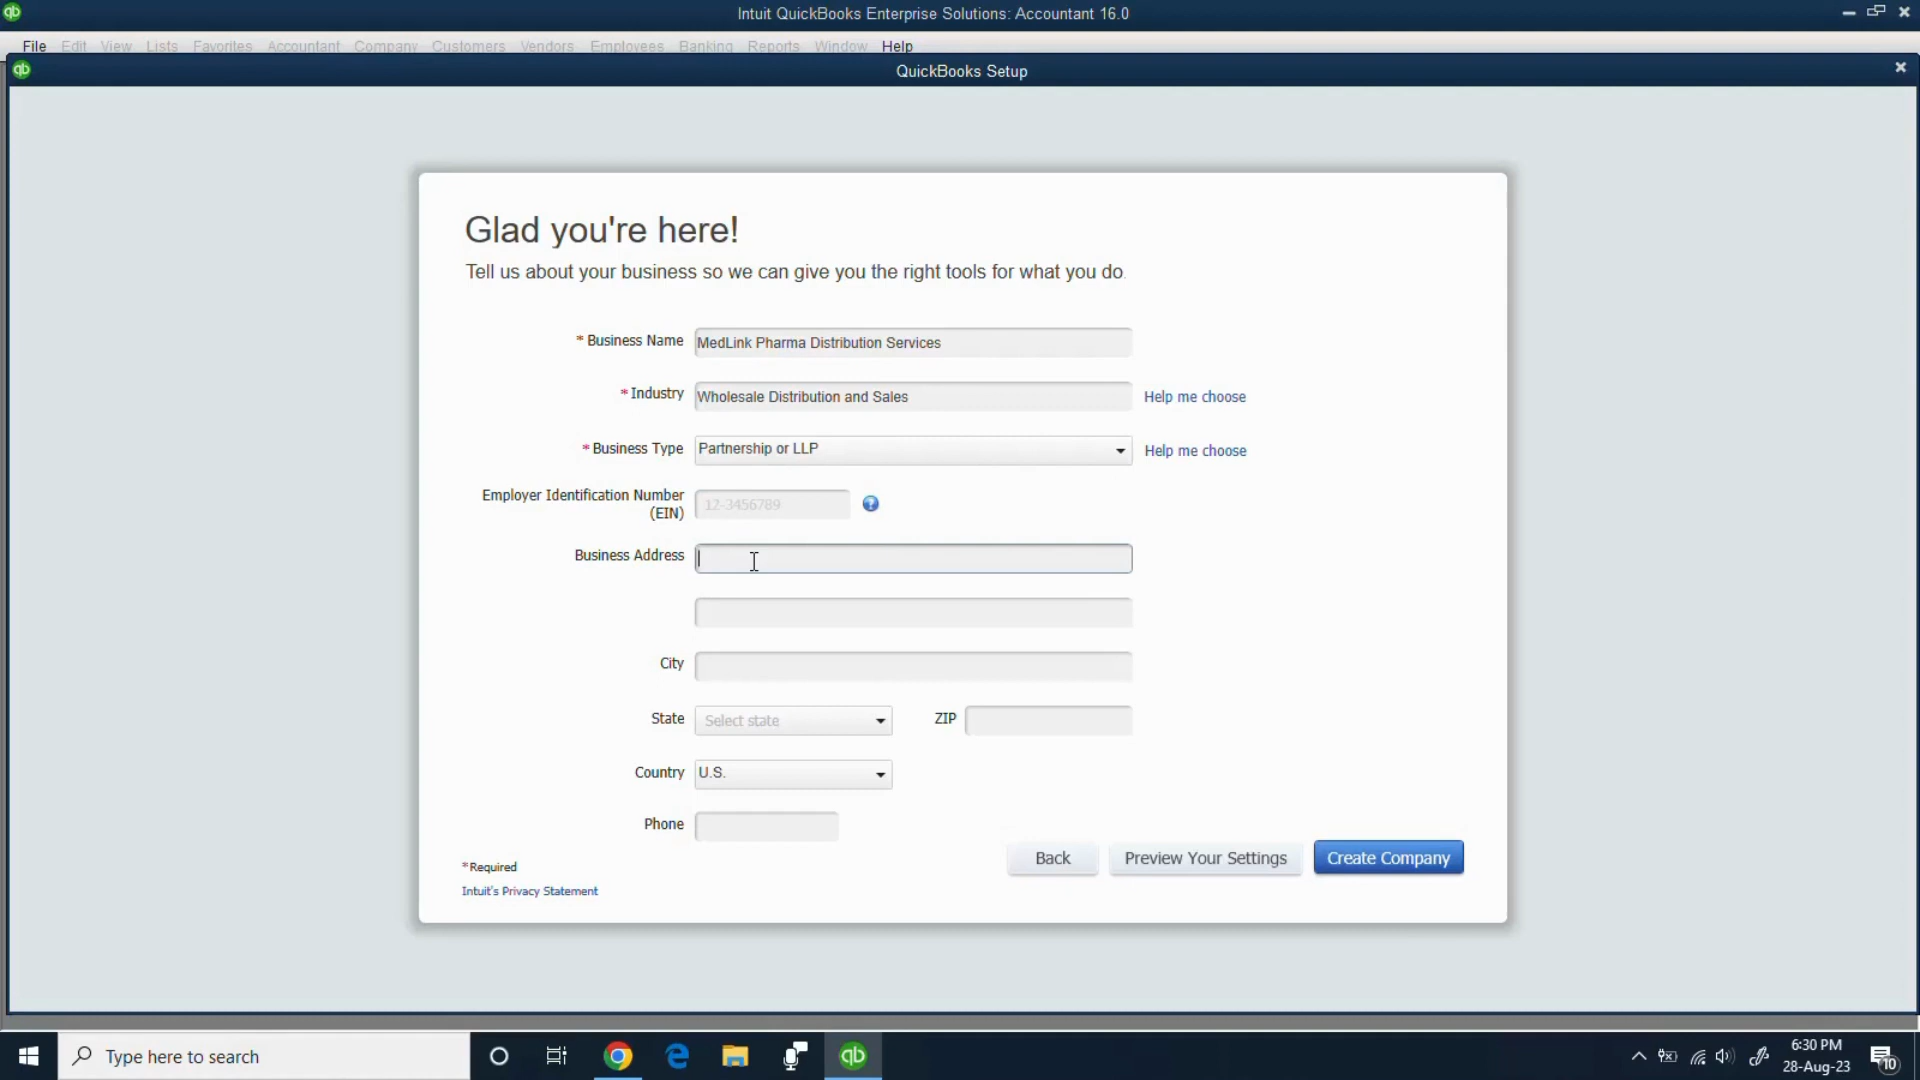 qb Intuit QuickBooks Enterprise Solutions: Accountant 16.0
File Edit View Lists Favorites Accountant Company Customers Vendors Employees Banking Reports Window Help
qb QuickBooks Setup
Glad you're here!
Tell us about your business so we can give you the right tools for what you do.
* Business Name MedLink Pharma Distribution Services
* Industry Wholesale Distribution and Sales Help me choose
* Business Type Partnership or LLP Help me choose
Employer Identification Number
(EIN) 12-3456789 ?
Business Address
City
State Select state ZIP
Country U.S.
Phone
Back Preview Your Settings Create Company
*Required
Intuit's Privacy Statement
Type here to search qb
6:30 PM
28-Aug-23
10